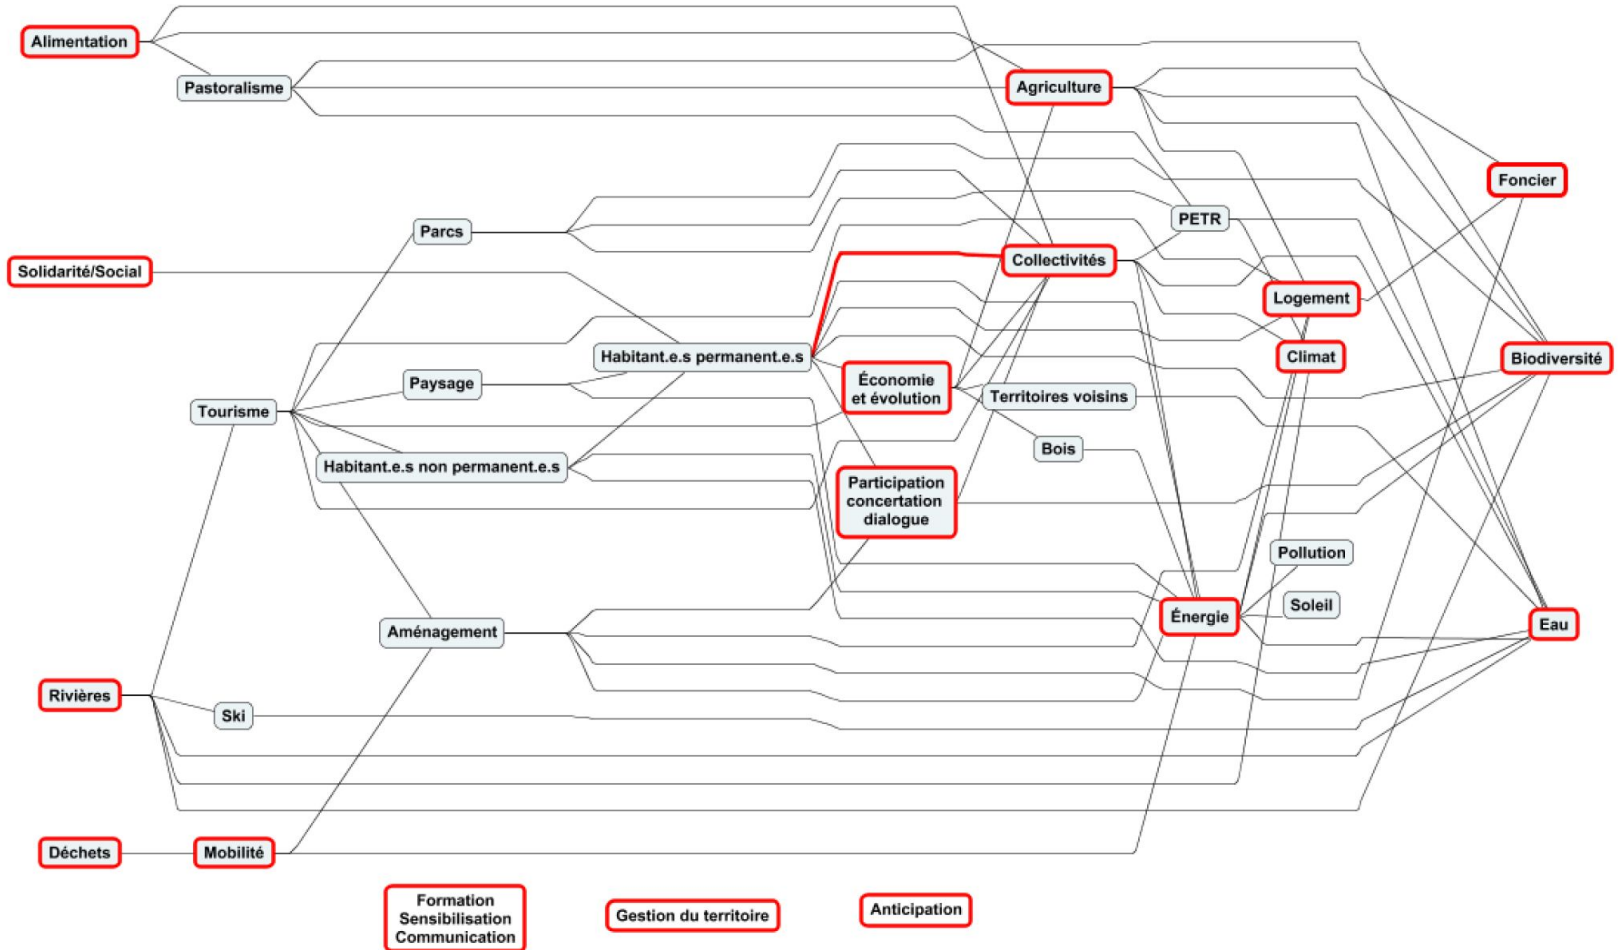 Alimentation
Pastoralisme
Agriculture
Foncier
Parcs
PETR
Solidarité/Social
Collectivités
Logement
Habitant.e.s permanent.e.s
Climat
Biodiversité
Paysage
Économie
et évolution
Territoires voisins
Tourisme
Bois
Habitant.e.s non permanent.e.s
Participation
concertation
dialogue
Pollution
Soleil
Énergie
Eau
Aménagement
Rivières
Ski
Déchets
Mobilité
Formation
Sensibilisation
Communication
Gestion du territoire
Anticipation